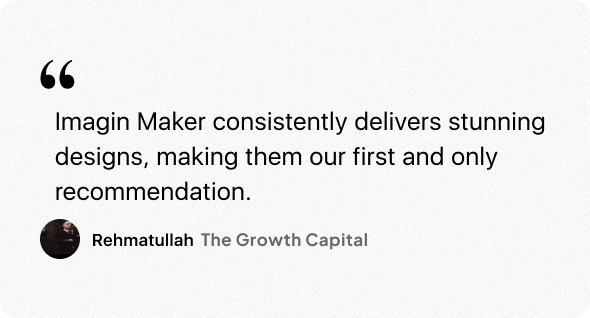 “
Imagin Maker consistently delivers stunning
designs, making them our first and only
recommendation.
Rehmatullah The Growth Capital